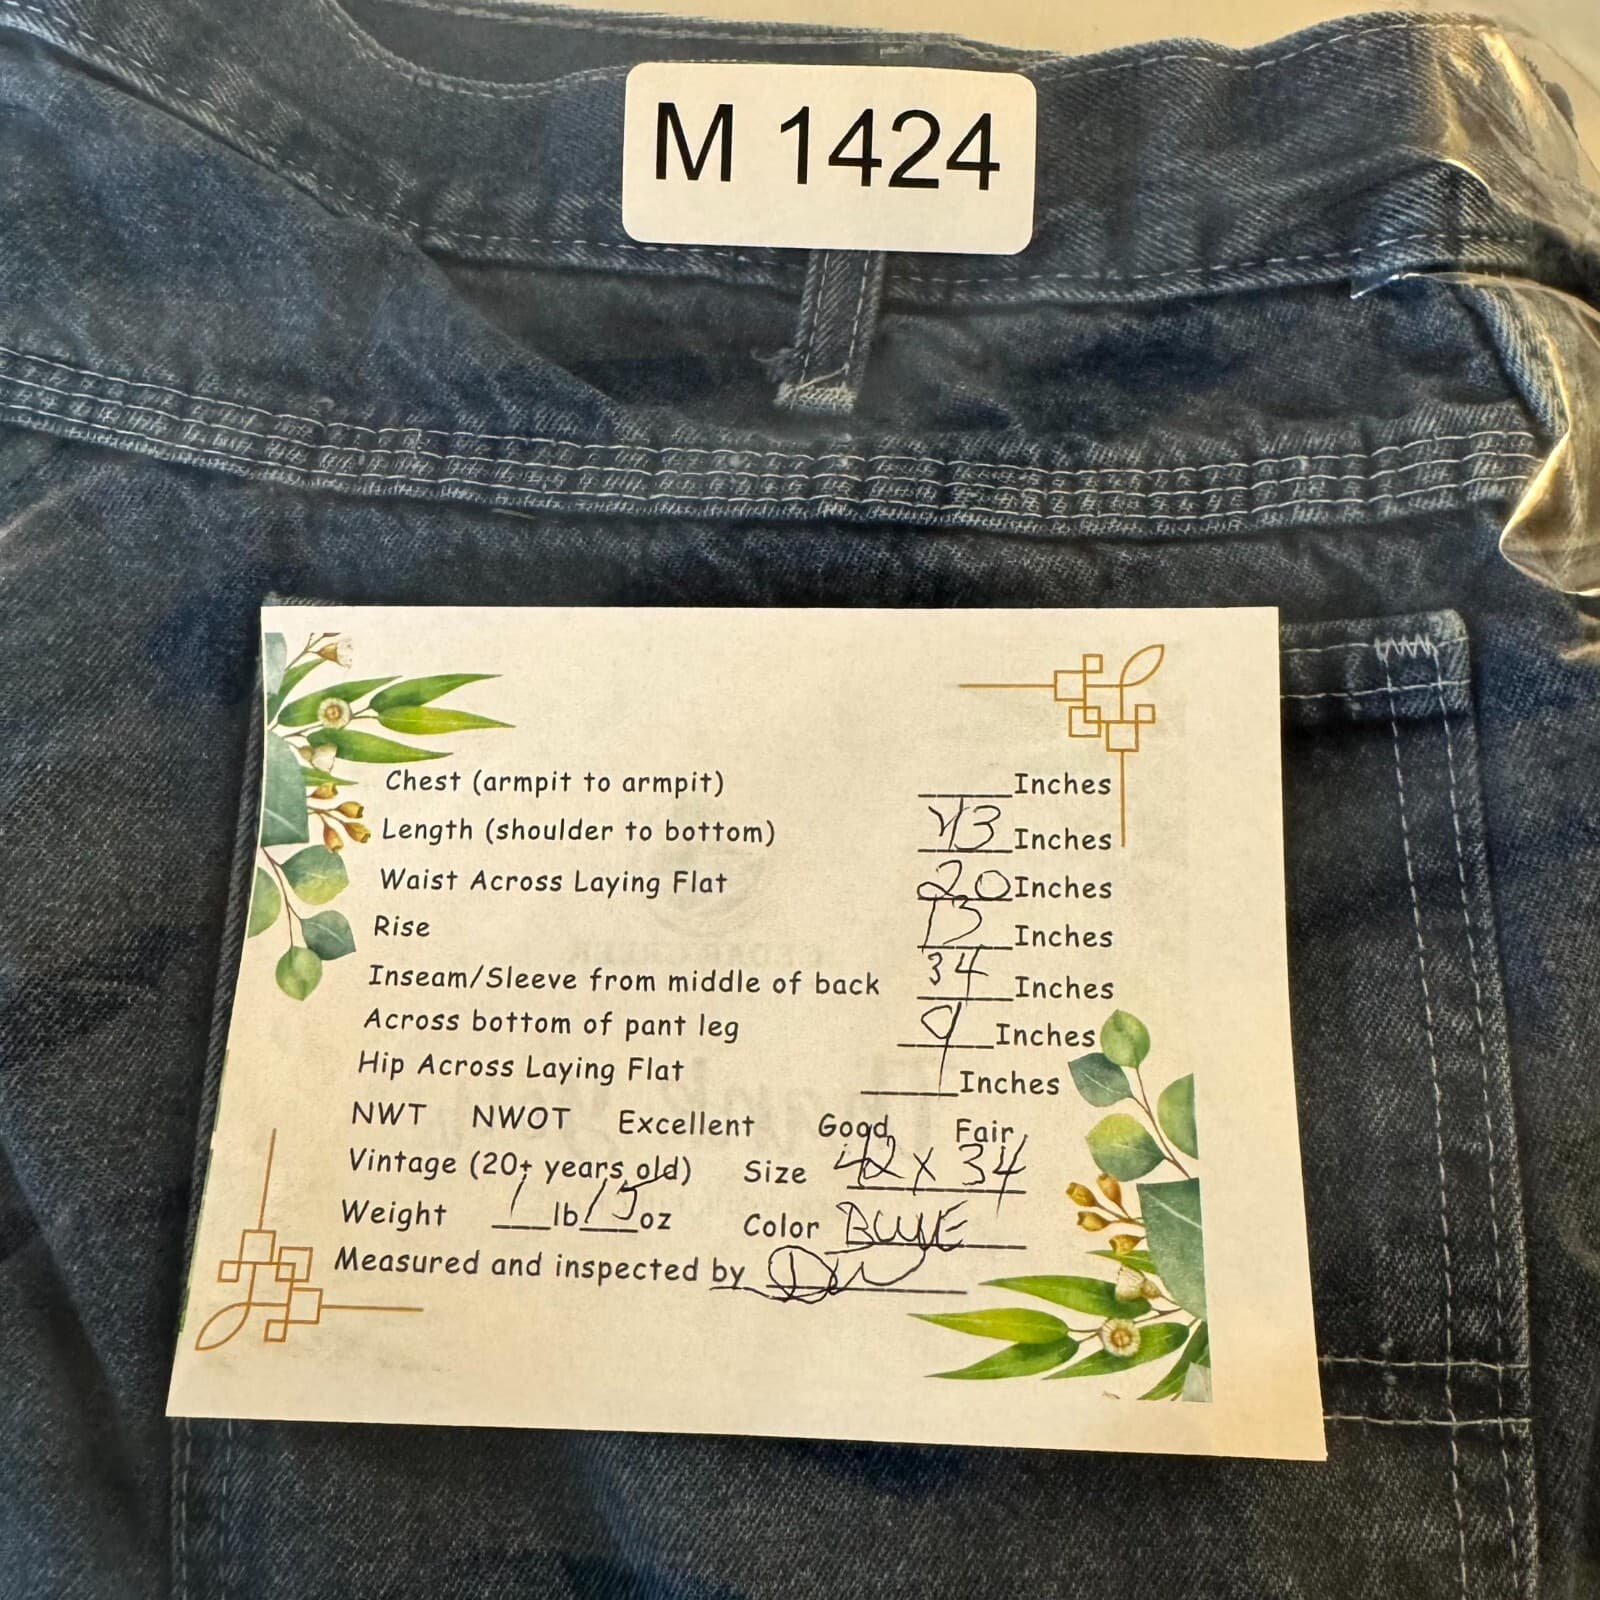 M 1424
Chest (armpit to armpit) ____Inches
Length (shoulder to bottom) 43 Inches
Waist Across Laying Flat 20 Inches
Rise 13 Inches
Inseam/Sleeve from middle of back 34 Inches
Across bottom of pant leg 9 Inches
Hip Across Laying Flat ____Inches
NWT NWOT Excellent Good Fair
Vintage (20+ years old) Size 42 x 34
Weight 1 lb 15 oz Color BLUE
Measured and inspected by